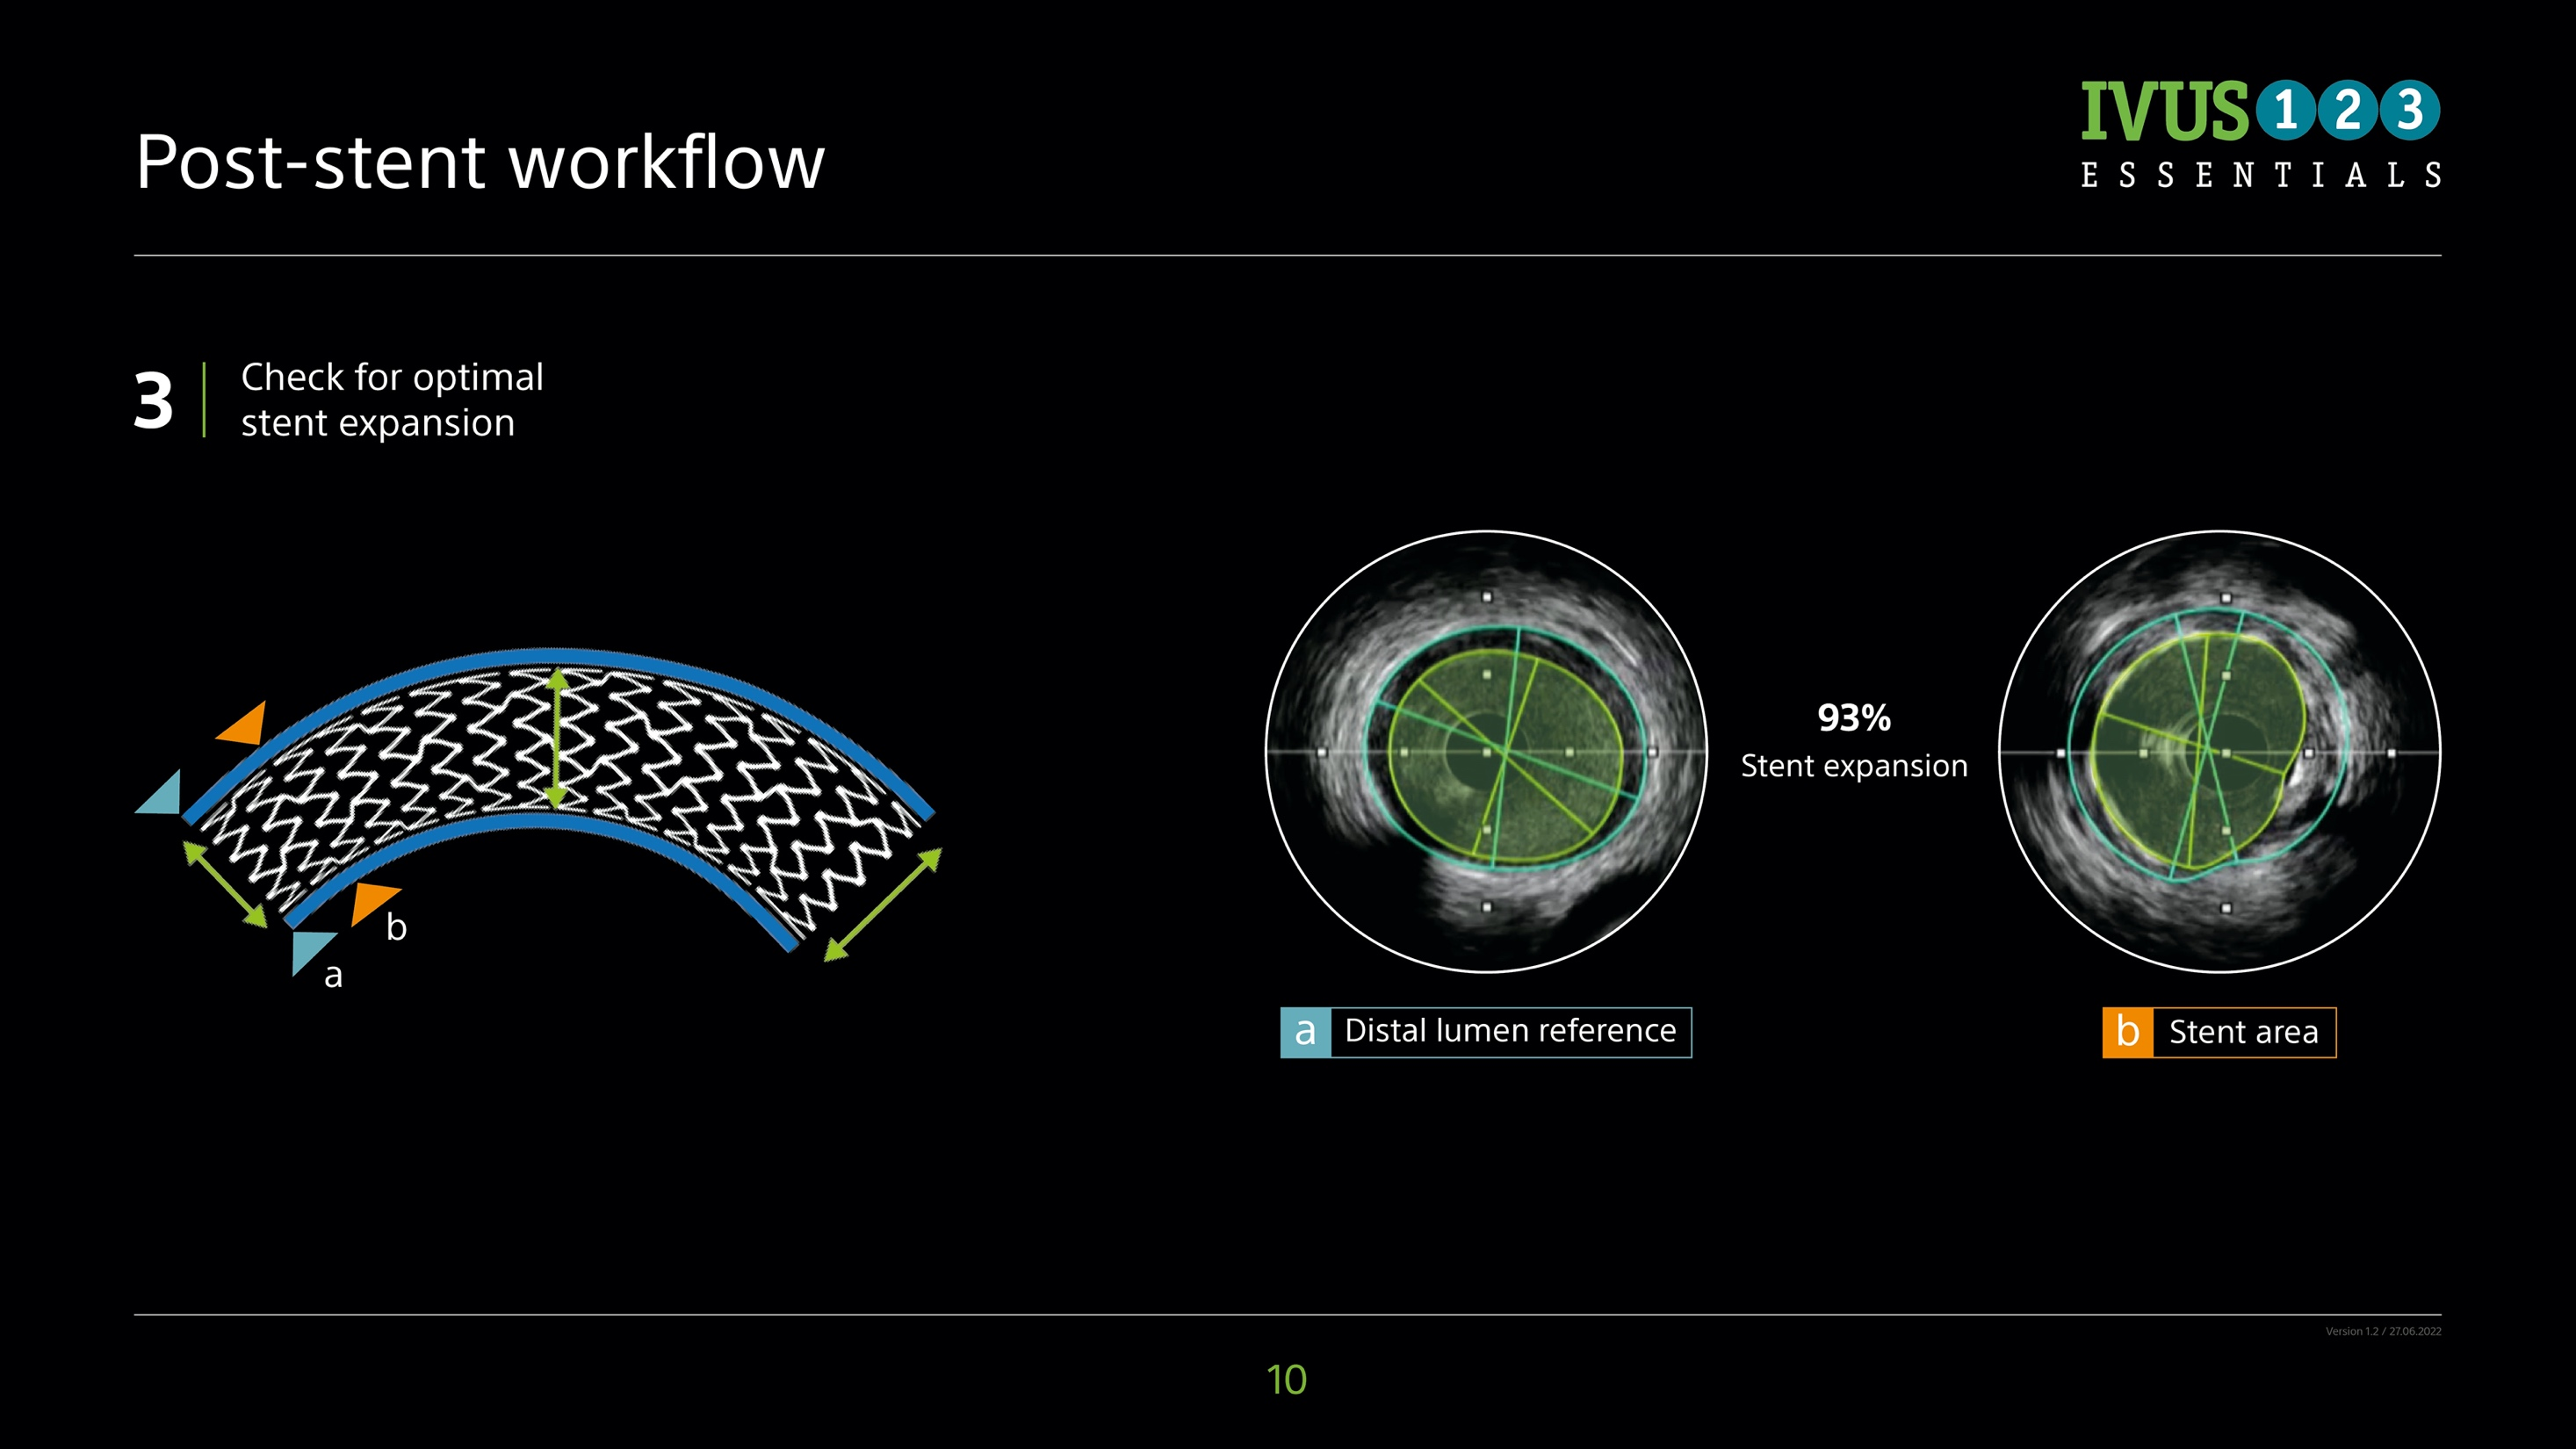 Post-stent workflow
IVUS 1 2 3
ESSENTIALS
3
Check for optimal
stent expansion
b
a
93%
Stent expansion
a Distal lumen reference
b Stent area
Version 1.2 / 27.06.2022
10